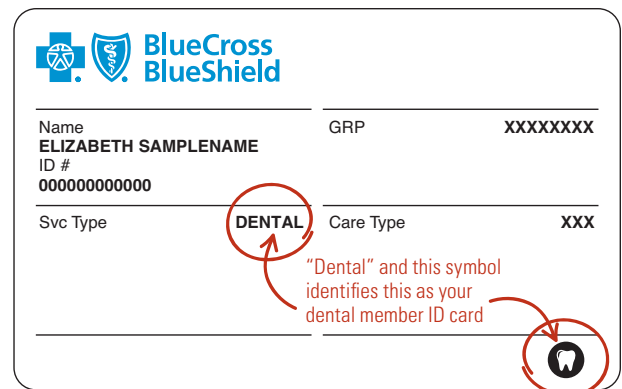 BlueCross
BlueShield
Name
ELIZABETH SAMPLENAME
ID #
000000000000
GRP XXXXXXXX
Svc Type DENTAL
Care Type XXX
“Dental” and this symbol
identifies this as your
dental member ID card